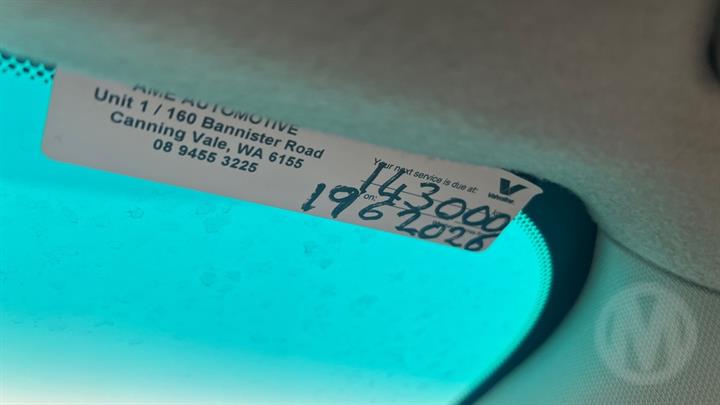 AME AUTOMOTIVE
Unit 1 / 160 Bannister Road
Canning Vale, WA 6155
08 9455 3225
Your next service is due at:
143000
on: 19 6 2026
Valvoline
M